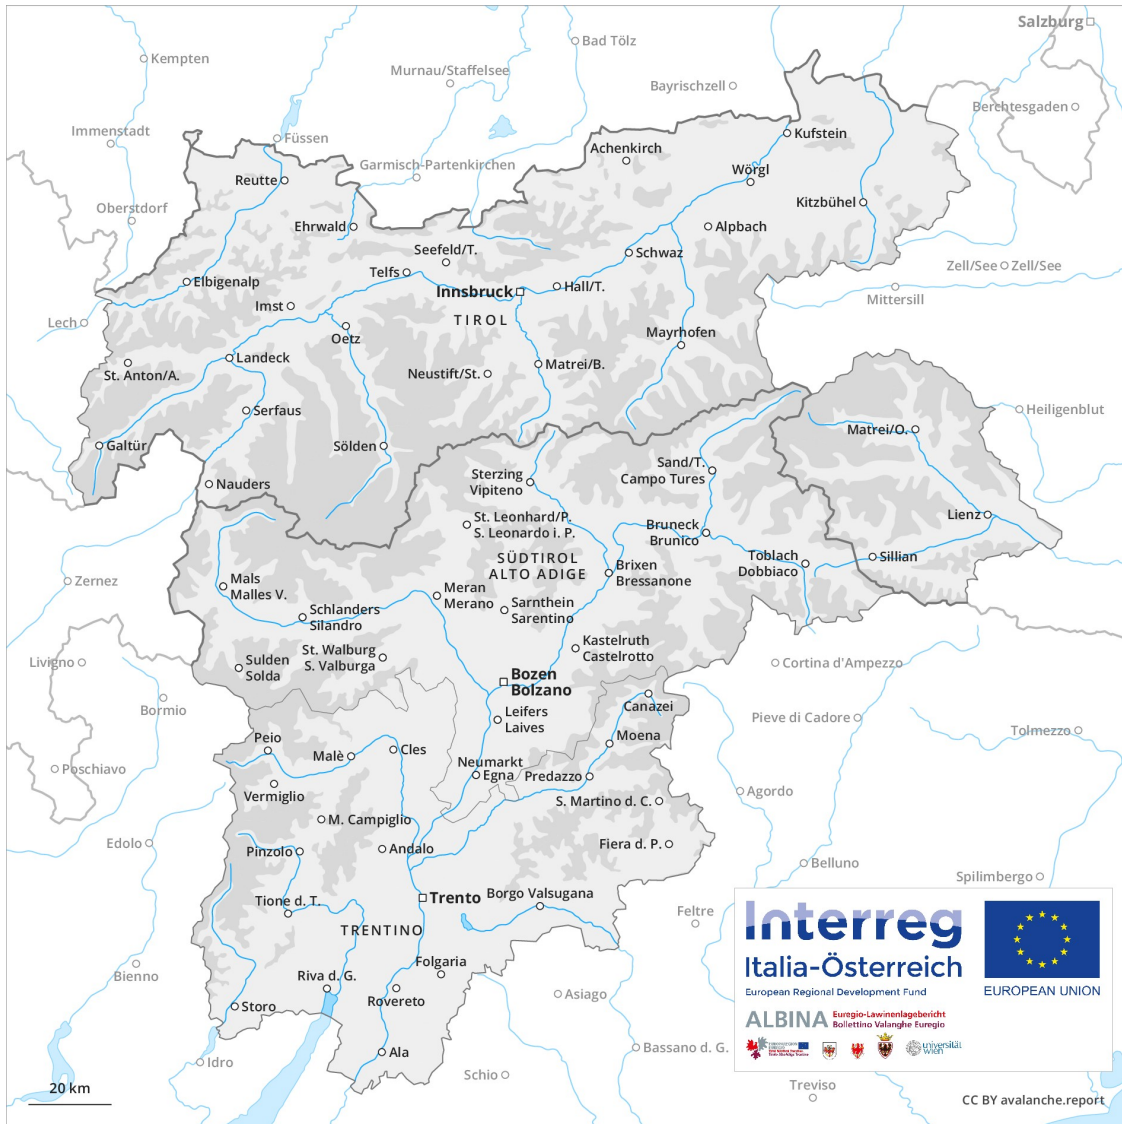 Salzburg
Bad Tölz
Kempten
Murnau/Staffelsee
Bayrischzell
Berchtesgaden
Immenstadt
Füssen
Kufstein
Achenkirch
Garmisch-Partenkirchen
Wörgl
Reutte
Kitzbühel
Oberstdorf
Ehrwald
Alpbach
Seefeld/T.
Schwaz
Zell/See
Zell/See
Telfs
Elbigenalp
Hall/T.
Innsbruck
Mittersill
Imst
TIROL
Lech
Oetz
Mayrhofen
Landeck
Matrei/B.
St. Anton/A.
Neustift/St.
Serfaus
Heiligenblut
Matrei/O.
Galtür
Sölden
Sand/T.
Campo Tures
Sterzing
Vipiteno
Nauders
St. Leonhard/P.
S. Leonardo i. P.
Lienz
Bruneck
Brunico
SÜDTIROL
ALTO ADIGE
Toblach
Dobbiaco
Sillian
Brixen
Bressanone
Zernez
Mals
Malles V.
Meran
Merano
Sarnthein
Sarentino
Schlanders
Silandro
Kastelruth
Castelrotto
St. Walburg
S. Valburga
Livigno
Sulden
Solda
Cortina d'Ampezzo
Bozen
Bolzano
Bormio
Canazei
Leifers
Laives
Pieve di Cadore
Tolmezzo
Peio
Moena
Cles
Malè
Neumarkt
Egna
Predazzo
Poschiavo
Vermiglio
Agordo
S. Martino d. C.
M. Campiglio
Edolo
Pinzolo
Andalo
Fiera d. P.
Belluno
Spilimbergo
Tione d. T.
Trento
Borgo Valsugana
Feltre
TRENTINO
Interreg
Italia-Österreich
European Regional Development Fund
EUROPEAN UNION
Bienno
Riva d. G.
Folgaria
Rovereto
Storo
Asiago
ALBINA
Euregio-Lawinenlagebericht
Bollettino Valanghe Euregio
universität
wien
Idro
Ala
Bassano d. G.
Schio
Treviso
20 km
CC BY avalanche.report